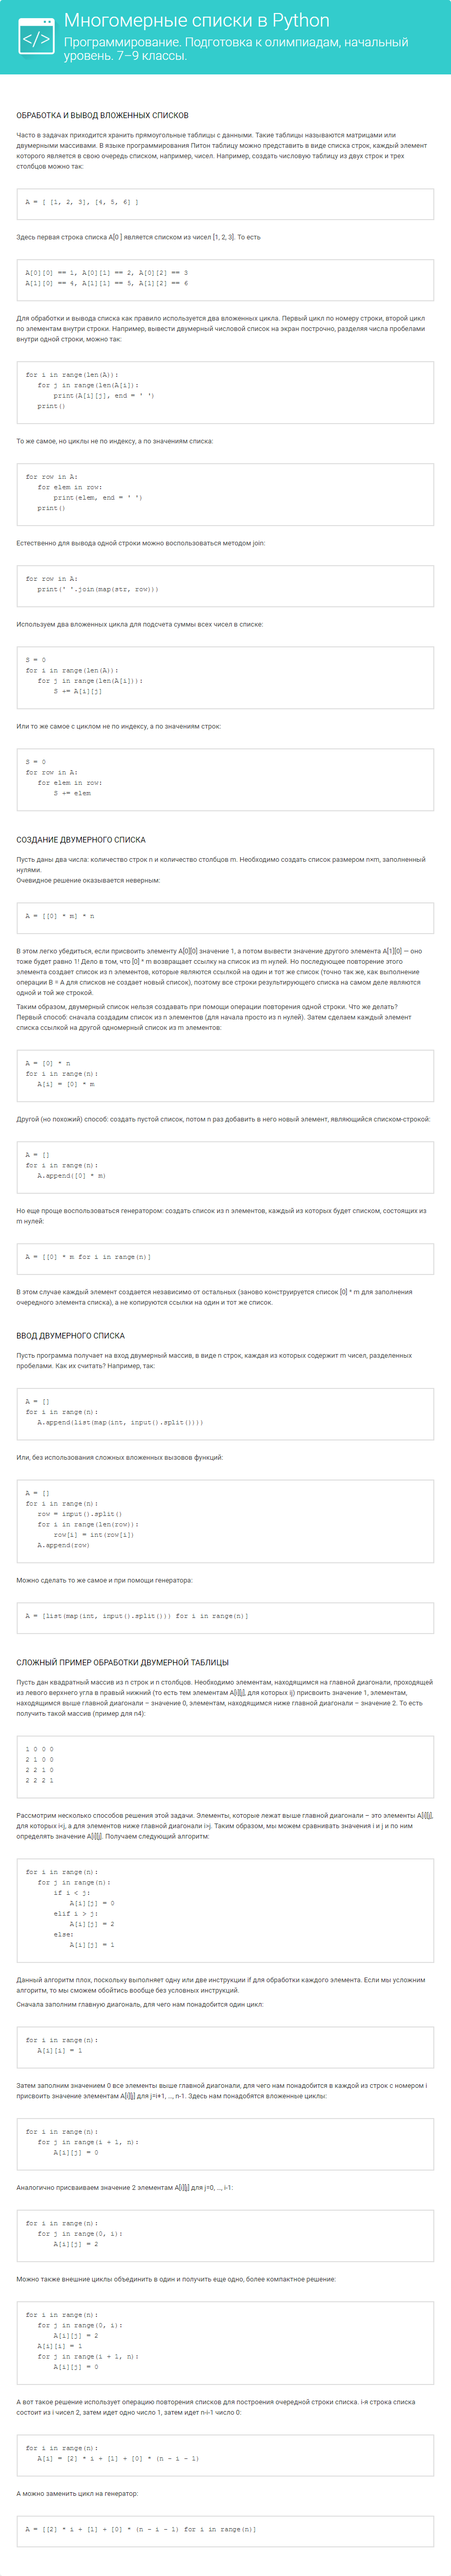 </>
Многомерные списки в Python
Программирование. Подготовка к олимпиадам, начальный
уровень. 7–9 классы.
ОБРАБОТКА И ВЫВОД ВЛОЖЕННЫХ СПИСКОВ
Часто в задачах приходится хранить прямоугольные таблицы с данными. Такие таблицы называются матрицами или
двумерными массивами. В языке программирования Питон таблицу можно представить в виде списка строк, каждый элемент
которого является в свою очередь списком, например, чисел. Например, создать числовую таблицу из двух строк и трех
столбцов можно так:
A = [ [1, 2, 3], [4, 5, 6] ]
Здесь первая строка списка A[0 ] является списком из чисел [1, 2, 3]. То есть
A[0][0] == 1, A[0][1] == 2, A[0][2] == 3
A[1][0] == 4, A[1][1] == 5, A[1][2] == 6
Для обработки и вывода списка как правило используется два вложенных цикла. Первый цикл по номеру строки, второй цикл
по элементам внутри строки. Например, вывести двумерный числовой список на экран построчно, разделяя числа пробелами
внутри одной строки, можно так:
for i in range(len(A)):
for j in range(len(A[i]):
print(A[i][j], end = ' ')
print()
То же самое, но циклы не по индексу, а по значениям списка:
for row in A:
for elem in row:
print(elem, end = ' ')
print()
Естественно для вывода одной строки можно воспользоваться методом join:
for row in A:
print(' '.join(map(str, row)))
Используем два вложенных цикла для подсчета суммы всех чисел в списке:
S = 0
for i in range(len(A)):
for j in range(len(A[i])):
S += A[i][j]
Или то же самое с циклом не по индексу, а по значениям строк:
S = 0
for row in A:
for elem in row:
S += elem
СОЗДАНИЕ ДВУМЕРНОГО СПИСКА
Пусть даны два числа: количество строк n и количество столбцов m. Необходимо создать список размером n×m, заполненный
нулями.
Очевидное решение оказывается неверным:
A = [[0] * m] * n
В этом легко убедиться, если присвоить элементу A[0][0] значение 1, а потом вывести значение другого элемента A[1][0] — оно
тоже будет равно 1! Дело в том, что [0] * m возвращает ccылку на список из m нулей. Но последующее повторение этого
элемента создает список из n элементов, которые являются ссылкой на один и тот же список (точно так же, как выполнение
операции B = A для списков не создает новый список), поэтому все строки результирующего списка на самом деле являются
одной и той же строкой.
Таким образом, двумерный список нельзя создавать при помощи операции повторения одной строки. Что же делать?
Первый способ: сначала создадим список из n элементов (для начала просто из n нулей). Затем сделаем каждый элемент
списка ссылкой на другой одномерный список из m элементов:
A = [0] * n
for i in range(n):
A[i] = [0] * m
Другой (но похожий) способ: создать пустой список, потом n раз добавить в него новый элемент, являющийся списком-строкой:
A = []
for i in range(n):
A.append([0] * m)
Но еще проще воспользоваться генератором: создать список из n элементов, каждый из которых будет списком, состоящих из
m нулей:
A = [[0] * m for i in range(n)]
В этом случае каждый элемент создается независимо от остальных (заново конструируется список [0] * m для заполнения
очередного элемента списка), а не копируются ссылки на один и тот же список.
ВВОД ДВУМЕРНОГО СПИСКА
Пусть программа получает на вход двумерный массив, в виде n строк, каждая из которых содержит m чисел, разделенных
пробелами. Как их считать? Например, так:
A = []
for i in range(n):
A.append(list(map(int, input().split())))
Или, без использования сложных вложенных вызовов функций:
A = []
for i in range(n):
row = input().split()
for i in range(len(row)):
row[i] = int(row[i])
A.append(row)
Можно сделать то же самое и при помощи генератора:
A = [list(map(int, input().split())) for i in range(n)]
СЛОЖНЫЙ ПРИМЕР ОБРАБОТКИ ДВУМЕРНОЙ ТАБЛИЦЫ
Пусть дан квадратный массив из n строк и n столбцов. Необходимо элементам, находящимся на главной диагонали, проходящей
из левого верхнего угла в правый нижний (то есть тем элементам A[i][j], для которых ij) присвоить значение 1, элементам,
находящимся выше главной диагонали – значение 0, элементам, находящимся ниже главной диагонали – значение 2. То есть
получить такой массив (пример для n4):
1 0 0 0
2 1 0 0
2 2 1 0
2 2 2 1
Рассмотрим несколько способов решения этой задачи. Элементы, которые лежат выше главной диагонали – это элементы A[i][j],
для которых i<j, а для элементов ниже главной диагонали i>j. Таким образом, мы можем сравнивать значения i и j и по ним
определять значение A[i][j]. Получаем следующий алгоритм:
for i in range(n):
for j in range(n):
if i < j:
A[i][j] = 0
elif i > j:
A[i][j] = 2
else:
A[i][j] = 1
Данный алгоритм плох, поскольку выполняет одну или две инструкции if для обработки каждого элемента. Если мы усложним
алгоритм, то мы сможем обойтись вообще без условных инструкций.
Сначала заполним главную диагональ, для чего нам понадобится один цикл:
for i in range(n):
A[i][i] = 1
Затем заполним значением 0 все элементы выше главной диагонали, для чего нам понадобится в каждой из строк с номером i
присвоить значение элементам A[i][j] для j=i+1, ..., n-1. Здесь нам понадобятся вложенные циклы:
for i in range(n):
for j in range(i + 1, n):
A[i][j] = 0
Аналогично присваиваем значение 2 элементам A[i][j] для j=0, ..., i-1:
for i in range(n):
for j in range(0, i):
A[i][j] = 2
Можно также внешние циклы объединить в один и получить еще одно, более компактное решение:
for i in range(n):
for j in range(0, i):
A[i][j] = 2
A[i][i] = 1
for j in range(i + 1, n):
A[i][j] = 0
А вот такое решение использует операцию повторения списков для построения очередной строки списка. i-я строка списка
состоит из i чисел 2, затем идет одно число 1, затем идет n-i-1 число 0:
for i in range(n):
A[i] = [2] * i + [1] + [0] * (n - i - 1)
А можно заменить цикл на генератор:
A = [[2] * i + [1] + [0] * (n - i - 1) for i in range(n)]